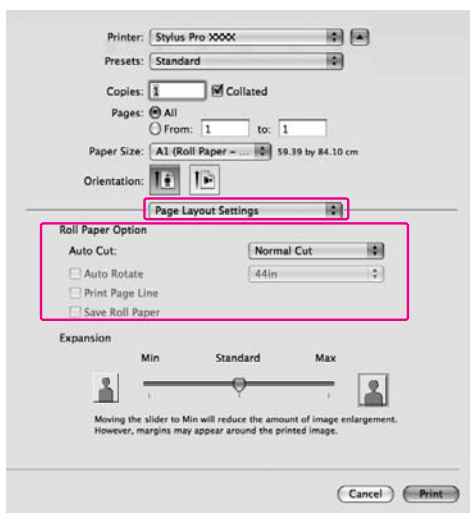 Printer: Stylus Pro XXXX
Presets: Standard
Copies: 1 Collated
Pages: All
From: 1 to: 1
Paper Size: A1 (Roll Paper – ... 59.39 by 84.10 cm
Orientation:
Page Layout Settings
Roll Paper Option
Auto Cut: Normal Cut
Auto Rotate 44in
Print Page Line
Save Roll Paper
Expansion
Min Standard Max
Moving the slider to Min will reduce the amount of image enlargement.
However, margins may appear around the printed image.
Cancel Print